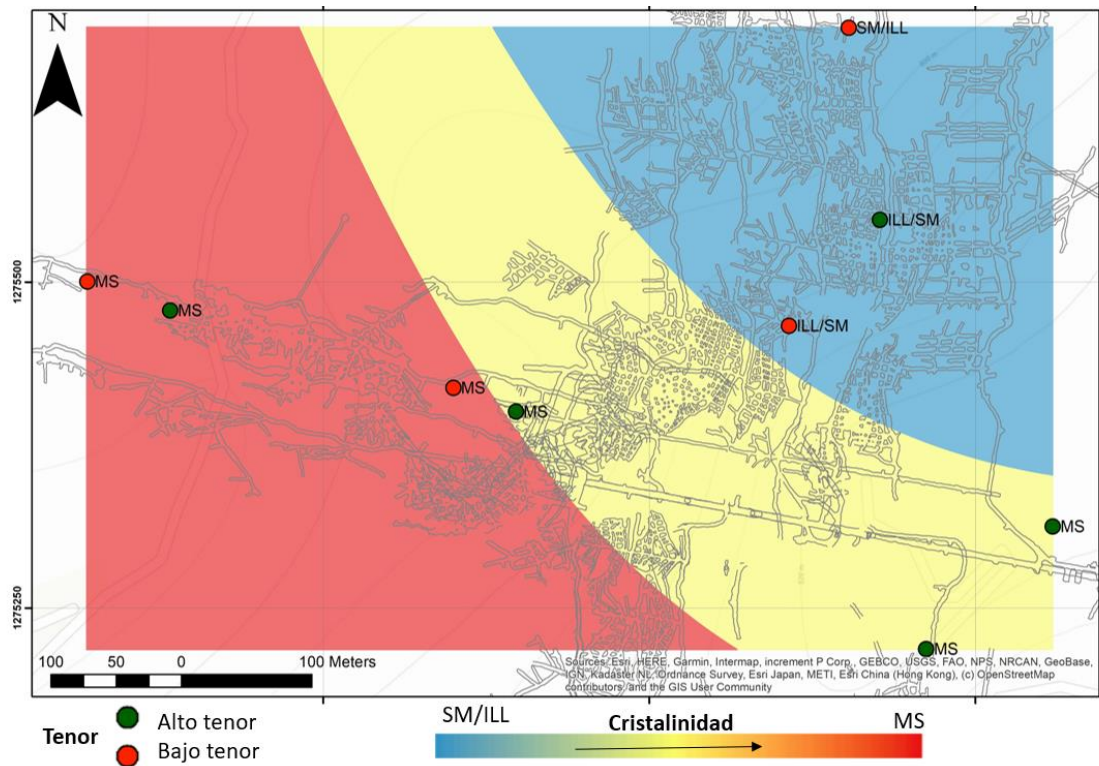 N
SM/ILL
ILL/SM
1275500
MS
MS
ILL/SM
MS
MS
MS
1275250
MS
100 50 0 100 Meters
Sources: Esri, HERE, Garmin, Intermap, increment P Corp., GEBCO, USGS, FAO, NPS, NRCAN, GeoBase,
IGN, Kadaster NL, Ordnance Survey, Esri Japan, METI, Esri China (Hong Kong), (c) OpenStreetMap
contributors, and the GIS User Community
Tenor
Alto tenor
Bajo tenor
SM/ILL
Cristalinidad
MS